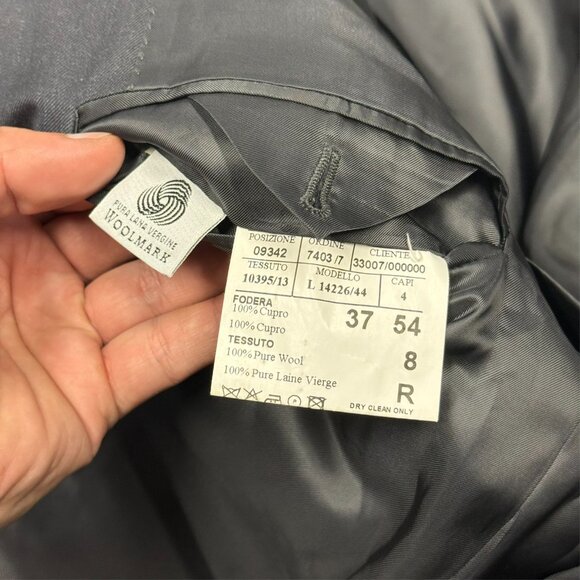 PURA LANA VERGINE
WOOLMARK
POSIZIONE ORDINE CLIENTE
09342 7403 /7 33007/000000
TESSUTO MODELLO CAPI
10395/13 L 14226/44 4
FODERA
100% Cupro 37 54
100% Cupro
TESSUTO
100% Pure Wool 8
100% Pure Laine Vierge R
DRY CLEAN ONLY